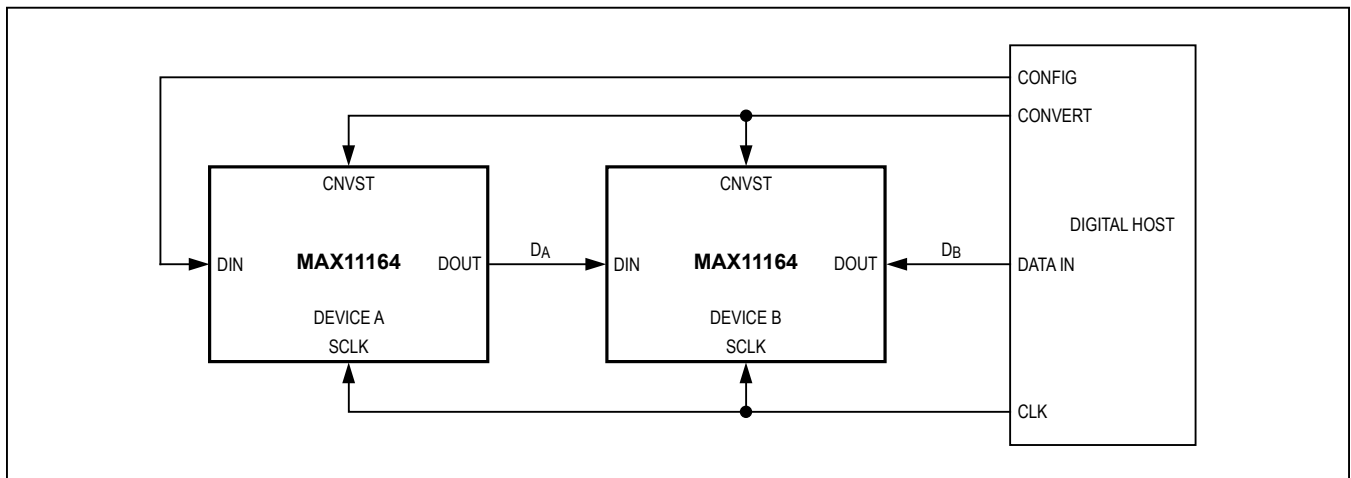 CONFIG
CONVERT
CNVST
CNVST
DIGITAL HOST
DIN
MAX11164
DOUT
DA
DIN
MAX11164
DOUT
DB
DATA IN
DEVICE A
DEVICE B
SCLK
SCLK
CLK